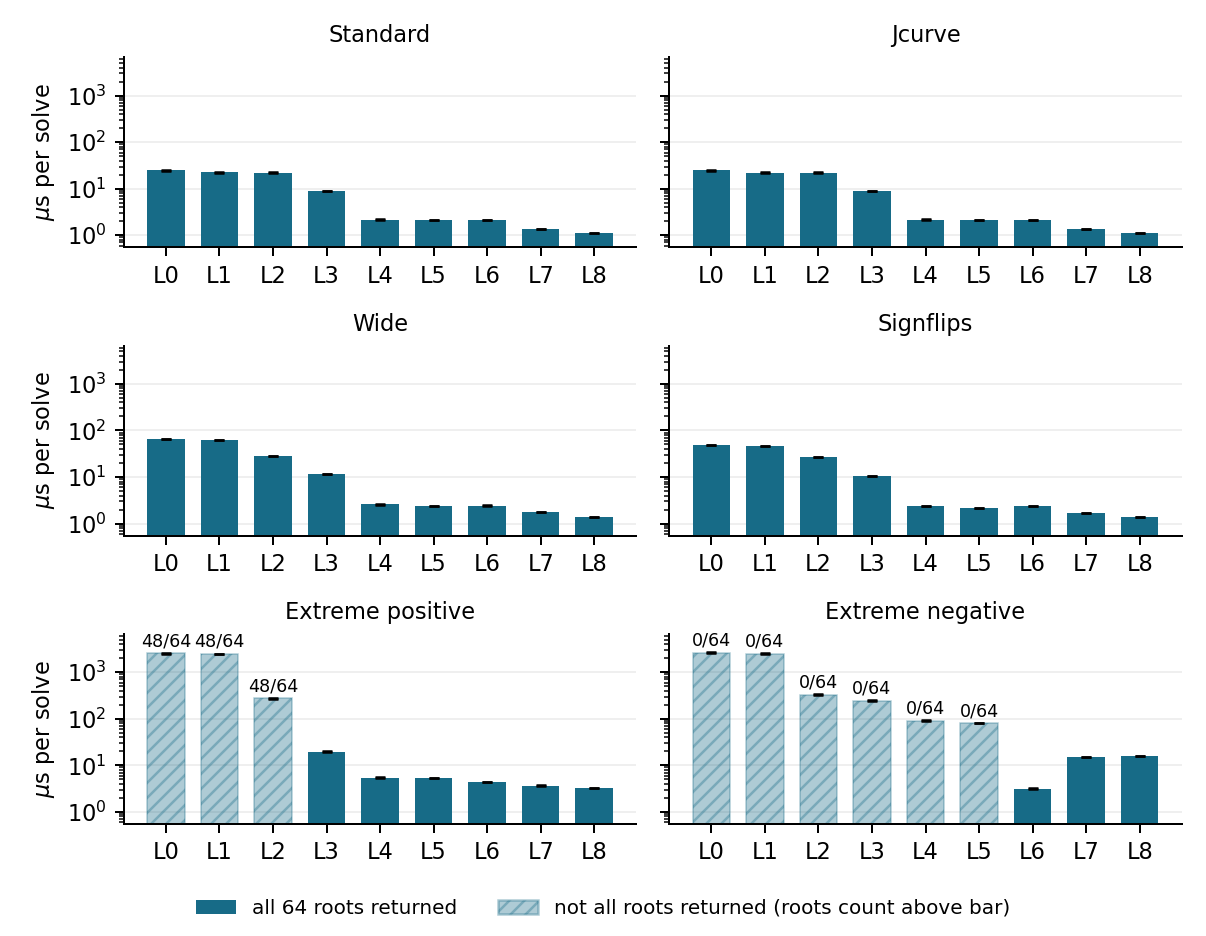 Standard
Jcurve
μs per solve
10³
10²
10¹
10⁰
L0 L1 L2 L3 L4 L5 L6 L7 L8
L0 L1 L2 L3 L4 L5 L6 L7 L8
Wide
Signflips
μs per solve
10³
10²
10¹
10⁰
L0 L1 L2 L3 L4 L5 L6 L7 L8
L0 L1 L2 L3 L4 L5 L6 L7 L8
Extreme positive
Extreme negative
μs per solve
10³
10²
10¹
10⁰
48/64 48/64
48/64
0/64 0/64
0/64 0/64
0/64 0/64
L0 L1 L2 L3 L4 L5 L6 L7 L8
L0 L1 L2 L3 L4 L5 L6 L7 L8
all 64 roots returned
not all roots returned (roots count above bar)